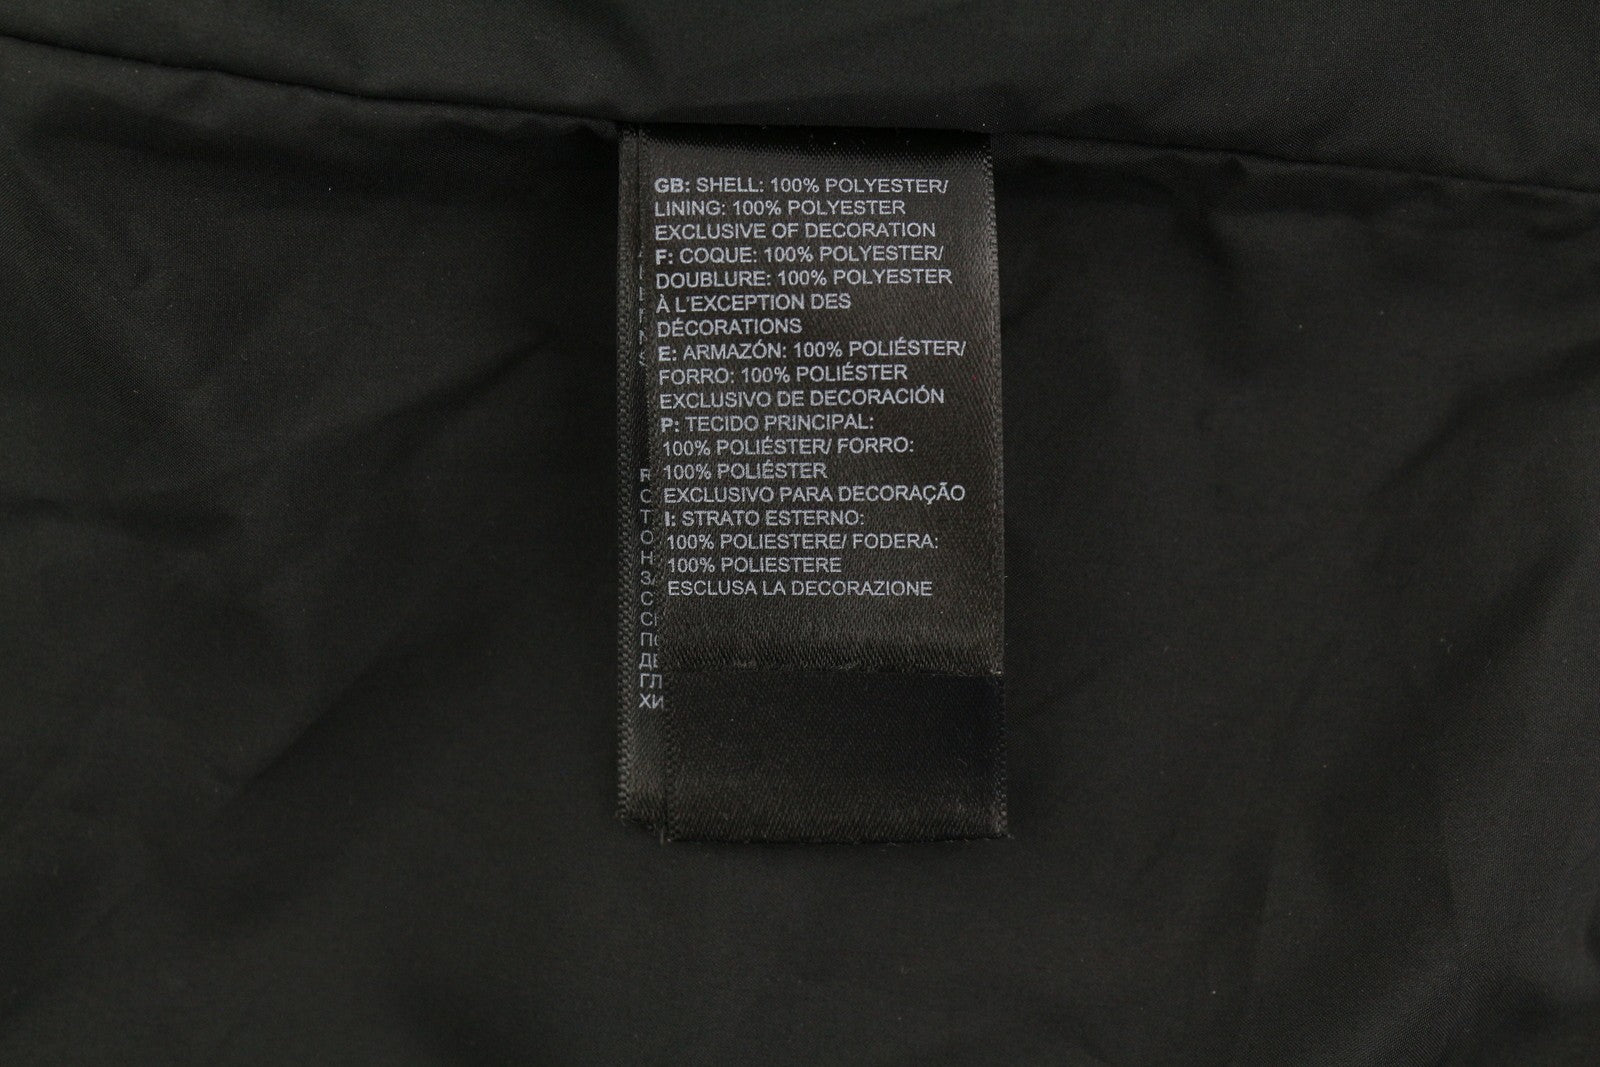 GB: SHELL: 100% POLYESTER/
LINING: 100% POLYESTER
EXCLUSIVE OF DECORATION
F: COQUE: 100% POLYESTER/
DOUBLURE: 100% POLYESTER
À L'EXCEPTION DES
DÉCORATIONS
E: ARMAZÓN: 100% POLIÉSTER/
FORRO: 100% POLIÉSTER
EXCLUSIVO DE DECORACIÓN
P: TECIDO PRINCIPAL:
100% POLIÉSTER/ FORRO:
100% POLIÉSTER
EXCLUSIVO PARA DECORAÇÃO
I: STRATO ESTERNO:
100% POLIESTERE/ FODERA:
100% POLIESTERE
ESCLUSA LA DECORAZIONE